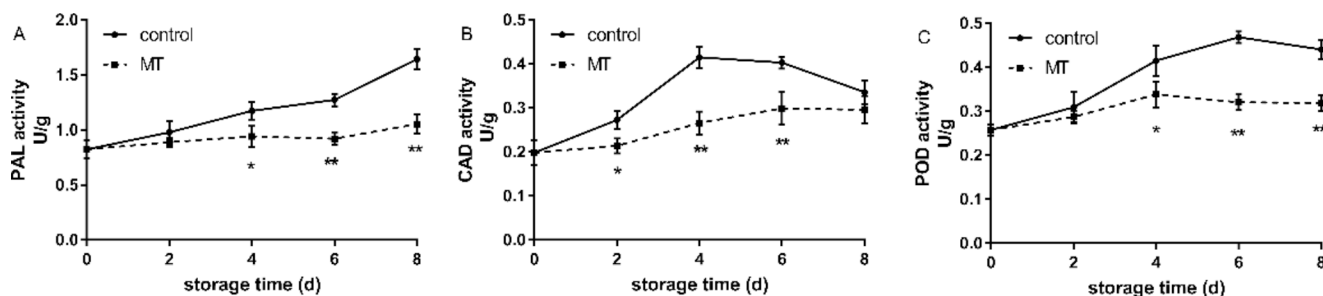 A
control
MT
PAL activity
U/g
2.0
1.5
1.0
0.5
0.0
*
**
**
0 2 4 6 8
storage time (d)
B
control
MT
CAD activity
U/g
0.5
0.4
0.3
0.2
0.1
0.0
*
**
**
0 2 4 6 8
storage time (d)
C
control
MT
POD activity
U/g
0.5
0.4
0.3
0.2
0.1
0.0
*
**
**
0 2 4 6 8
storage time (d)